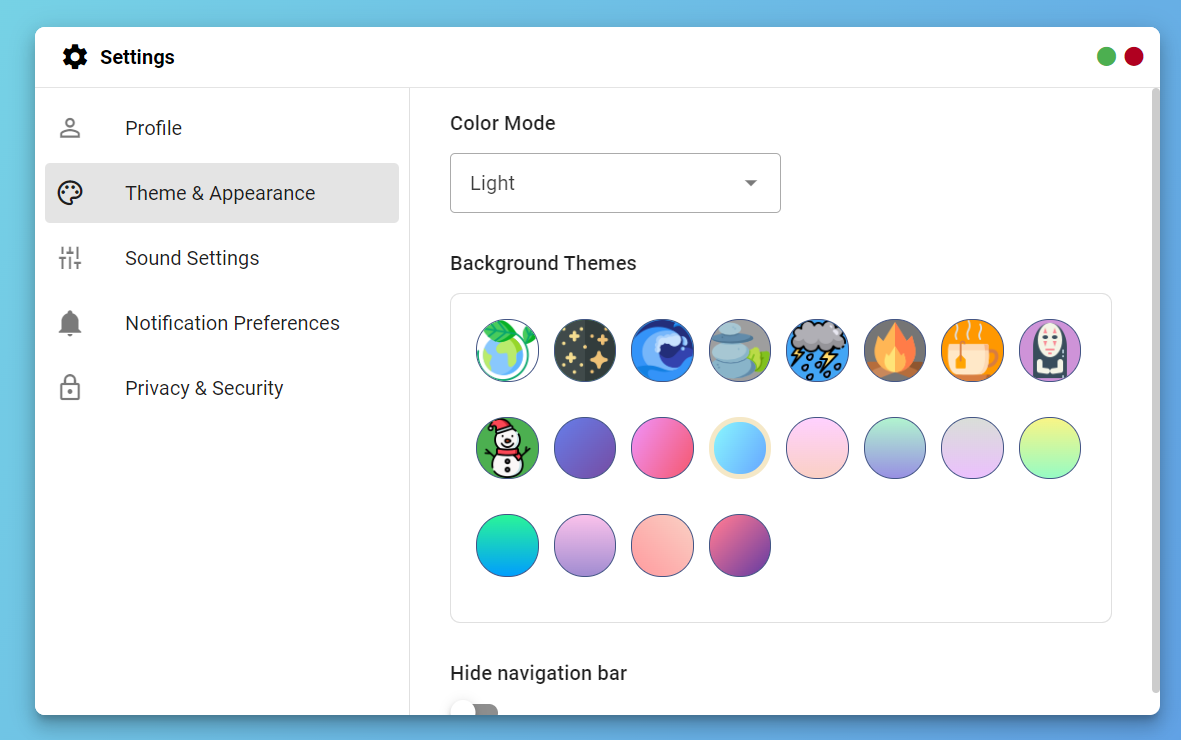 Settings
Profile
Theme & Appearance
Sound Settings
Notification Preferences
Privacy & Security
Color Mode
Light
Background Themes
Hide navigation bar